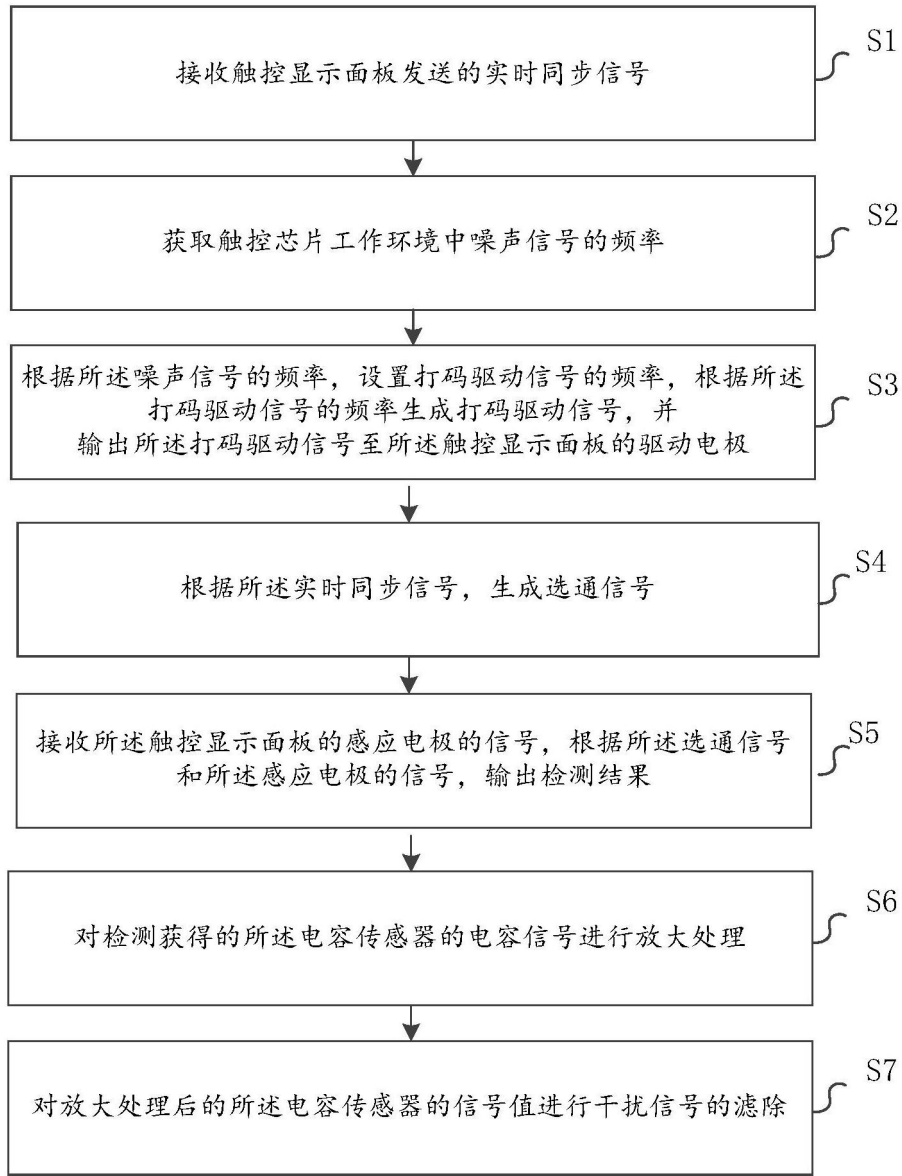 接收触控显示面板发送的实时同步信号
S1
获取触控芯片工作环境中噪声信号的频率
S2
根据所述噪声信号的频率，设置打码驱动信号的频率，根据所述
打码驱动信号的频率生成打码驱动信号，并
输出所述打码驱动信号至所述触控显示面板的驱动电极
S3
根据所述实时同步信号，生成选通信号
S4
接收所述触控显示面板的感应电极的信号，根据所述选通信号
和所述感应电极的信号，输出检测结果
S5
对检测获得的所述电容传感器的电容信号进行放大处理
S6
对放大处理后的所述电容传感器的信号值进行干扰信号的滤除
S7